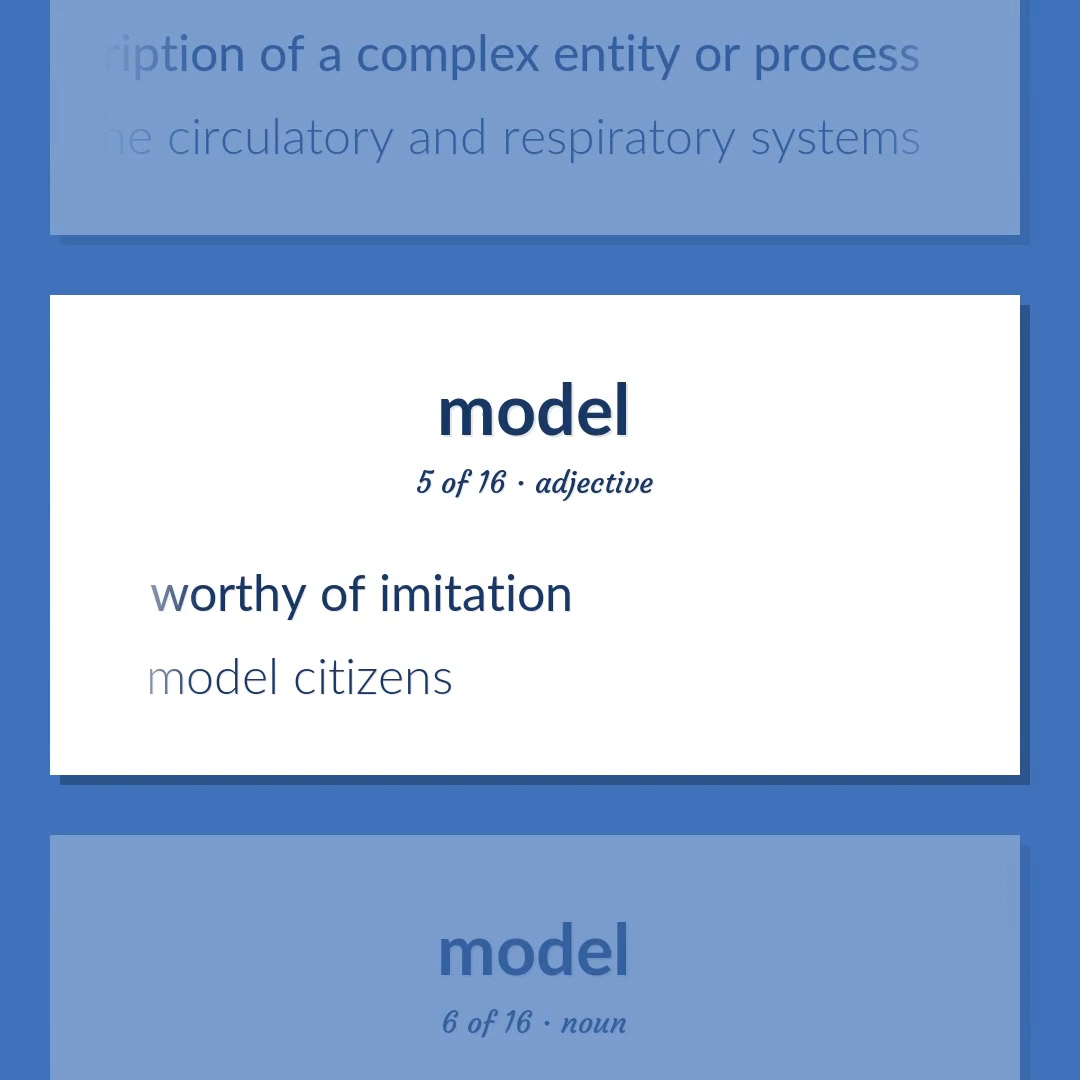 of a complex entity or process
circulatory and respiratory systems
model
5 of 16 · adjective
worthy of imitation
model citizens
model
6 of 16 · noun